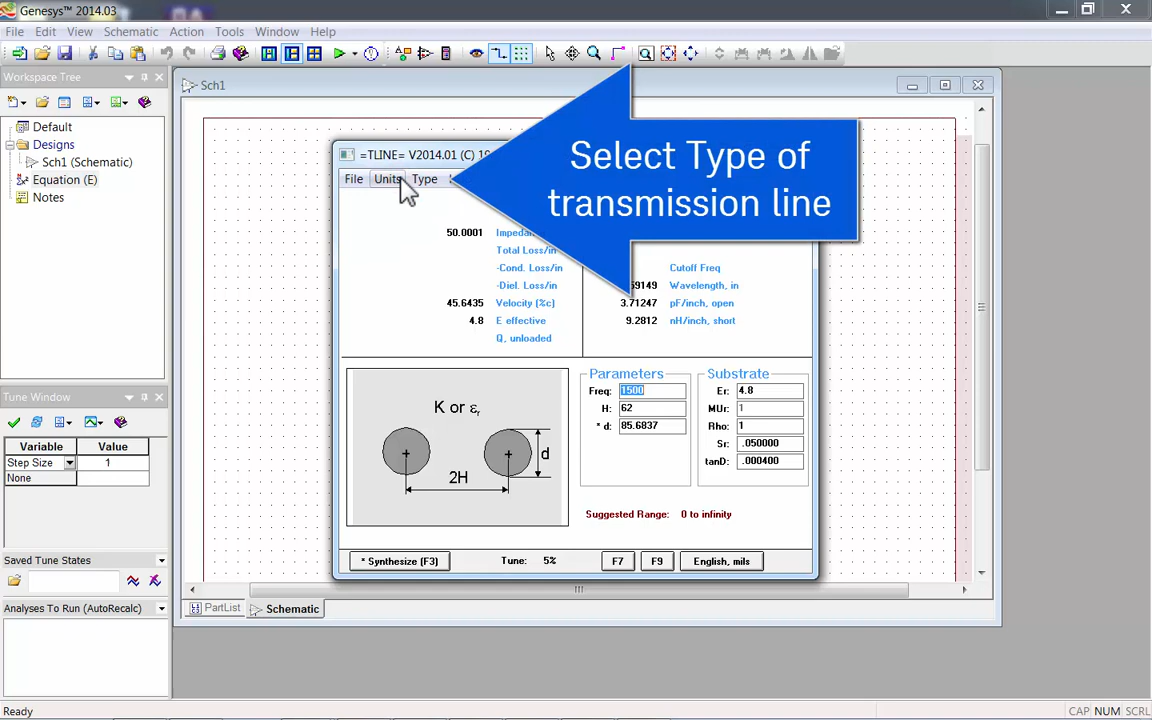 Genesys™ 2014.03
File Edit View Schematic Action Tools Window Help
Workspace Tree
Default
Designs
Sch1 (Schematic)
Equation (E)
Notes
Tune Window
Variable Value
Step Size 1
None
Saved Tune States
Analyses To Run (AutoRecalc)
Sch1
=TLINE= V2014.01 (C)
File Units Type
Select Type of
transmission line
50.0001
Total Loss/in
-Cond. Loss/in Cutoff Freq
-Diel. Loss/in Wavelength, in
45.6435 Velocity (%c) 3.71247 pF/inch, open
4.8 E effective 9.2812 nH/inch, short
Q, unloaded
K or εr
d
2H
Parameters
Freq: 1500
H: 62
* d: 85.6837
Substrate
Er: 4.8
MUr: 1
Rho: 1
Sr: .050000
tanD: .000400
Suggested Range: 0 to infinity
* Synthesize (F3) Tune: 5% F7 F9 English, mils
PartList Schematic
Ready CAP NUM SCRL